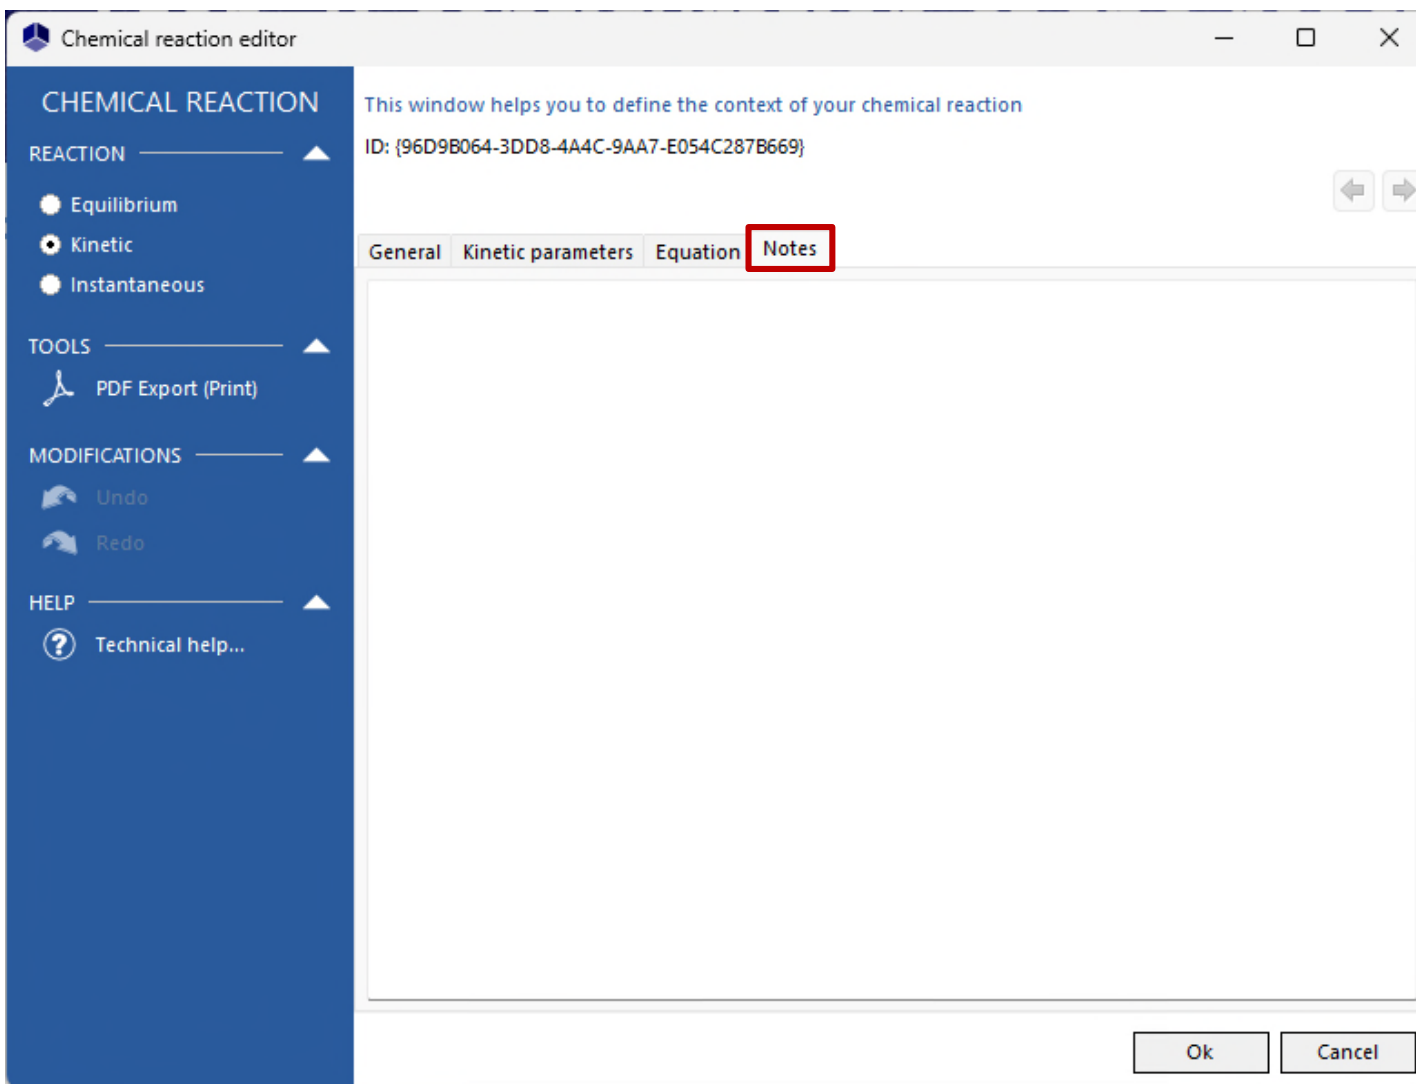 Chemical reaction editor
CHEMICAL REACTION
REACTION
Equilibrium
Kinetic
Instantaneous
TOOLS
PDF Export (Print)
MODIFICATIONS
Undo
Redo
HELP
Technical help...
This window helps you to define the context of your chemical reaction
ID: {96D9B064-3DD8-4A4C-9AA7-E054C287B669}
General Kinetic parameters Equation Notes
Ok Cancel